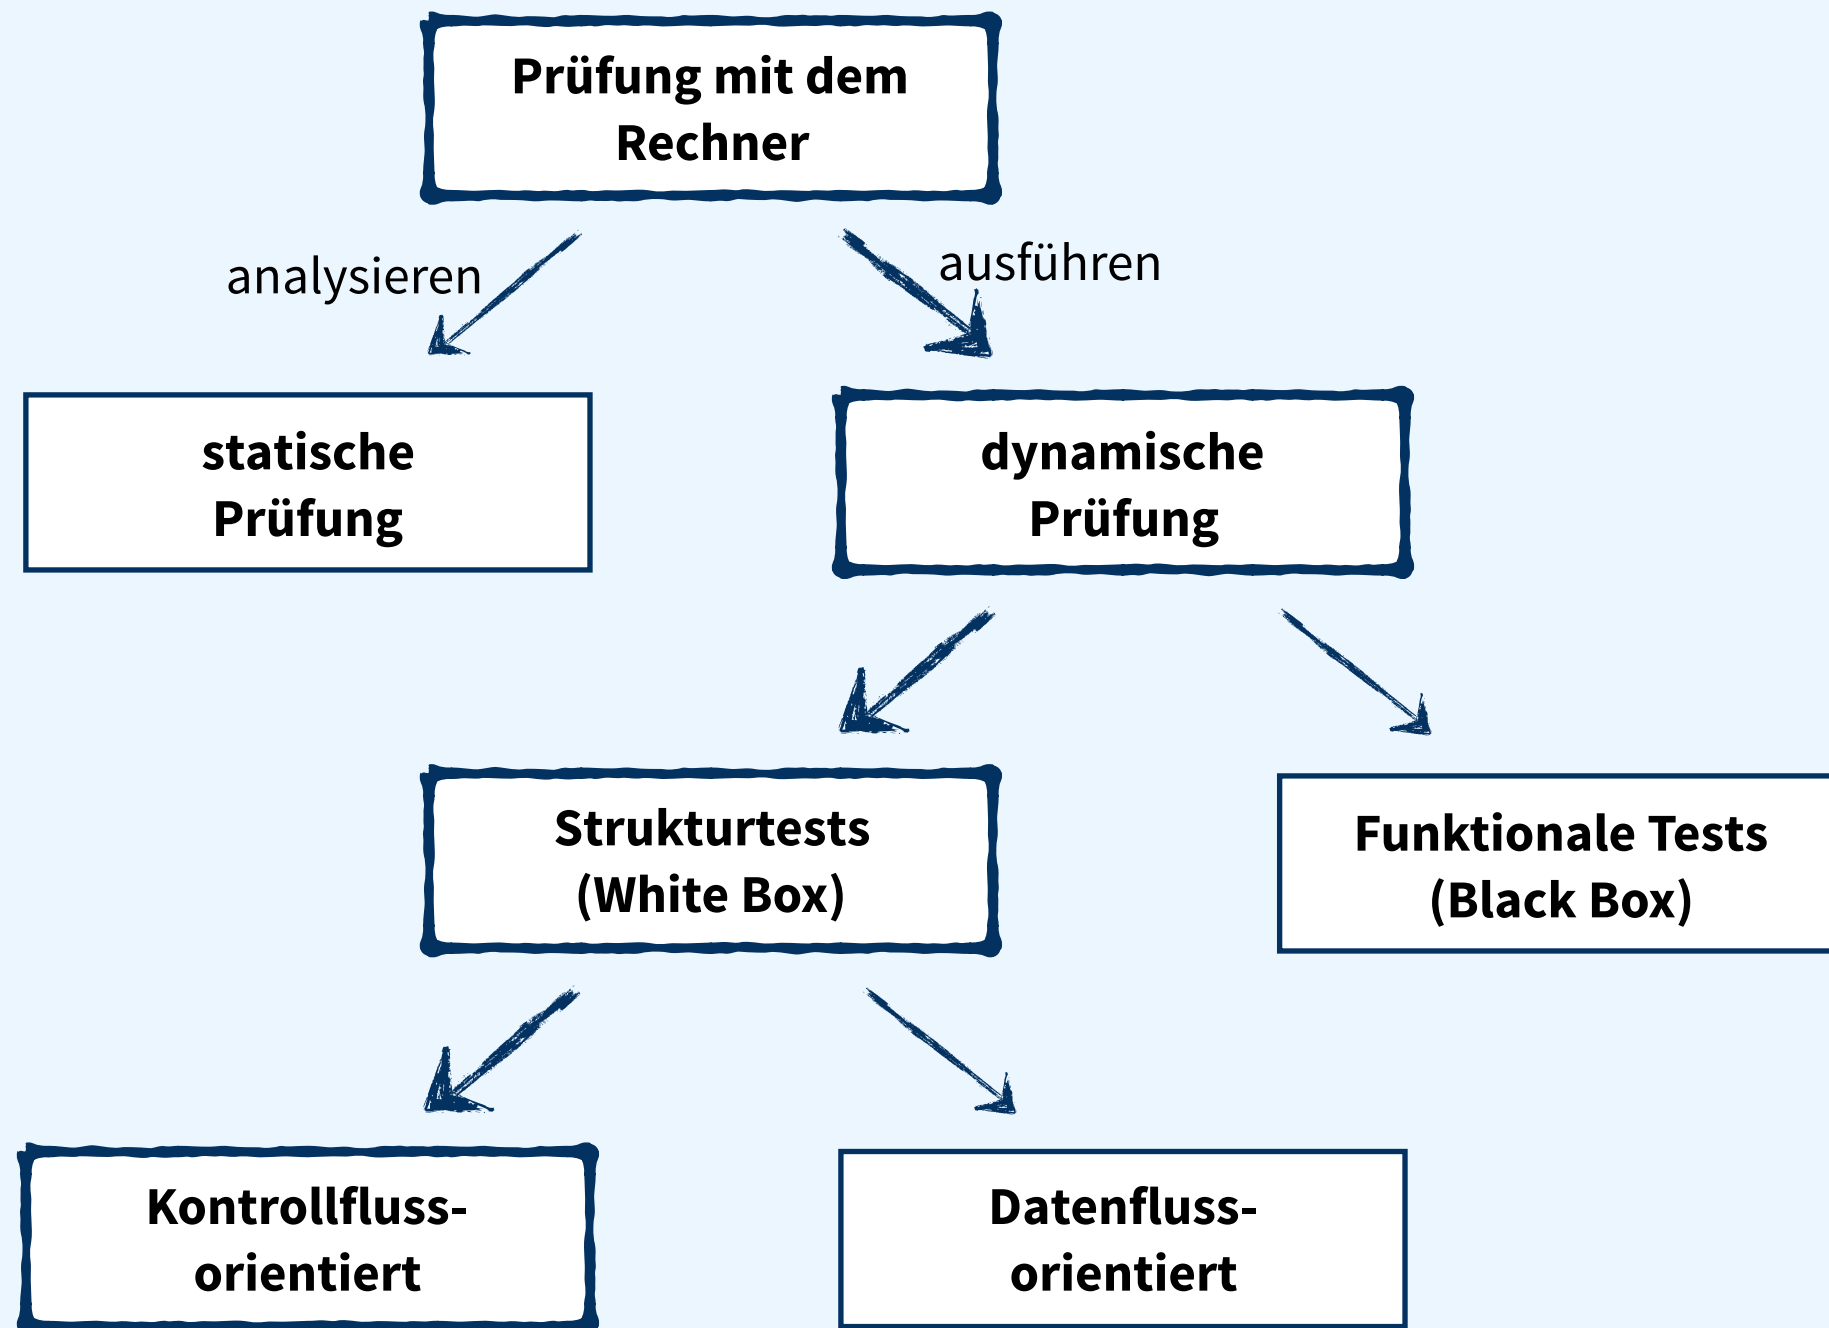 Prüfung mit dem
Rechner
analysieren
ausführen
statische
Prüfung
dynamische
Prüfung
Strukturtests
(White Box)
Funktionale Tests
(Black Box)
Kontrollfluss-
orientiert
Datenfluss-
orientiert